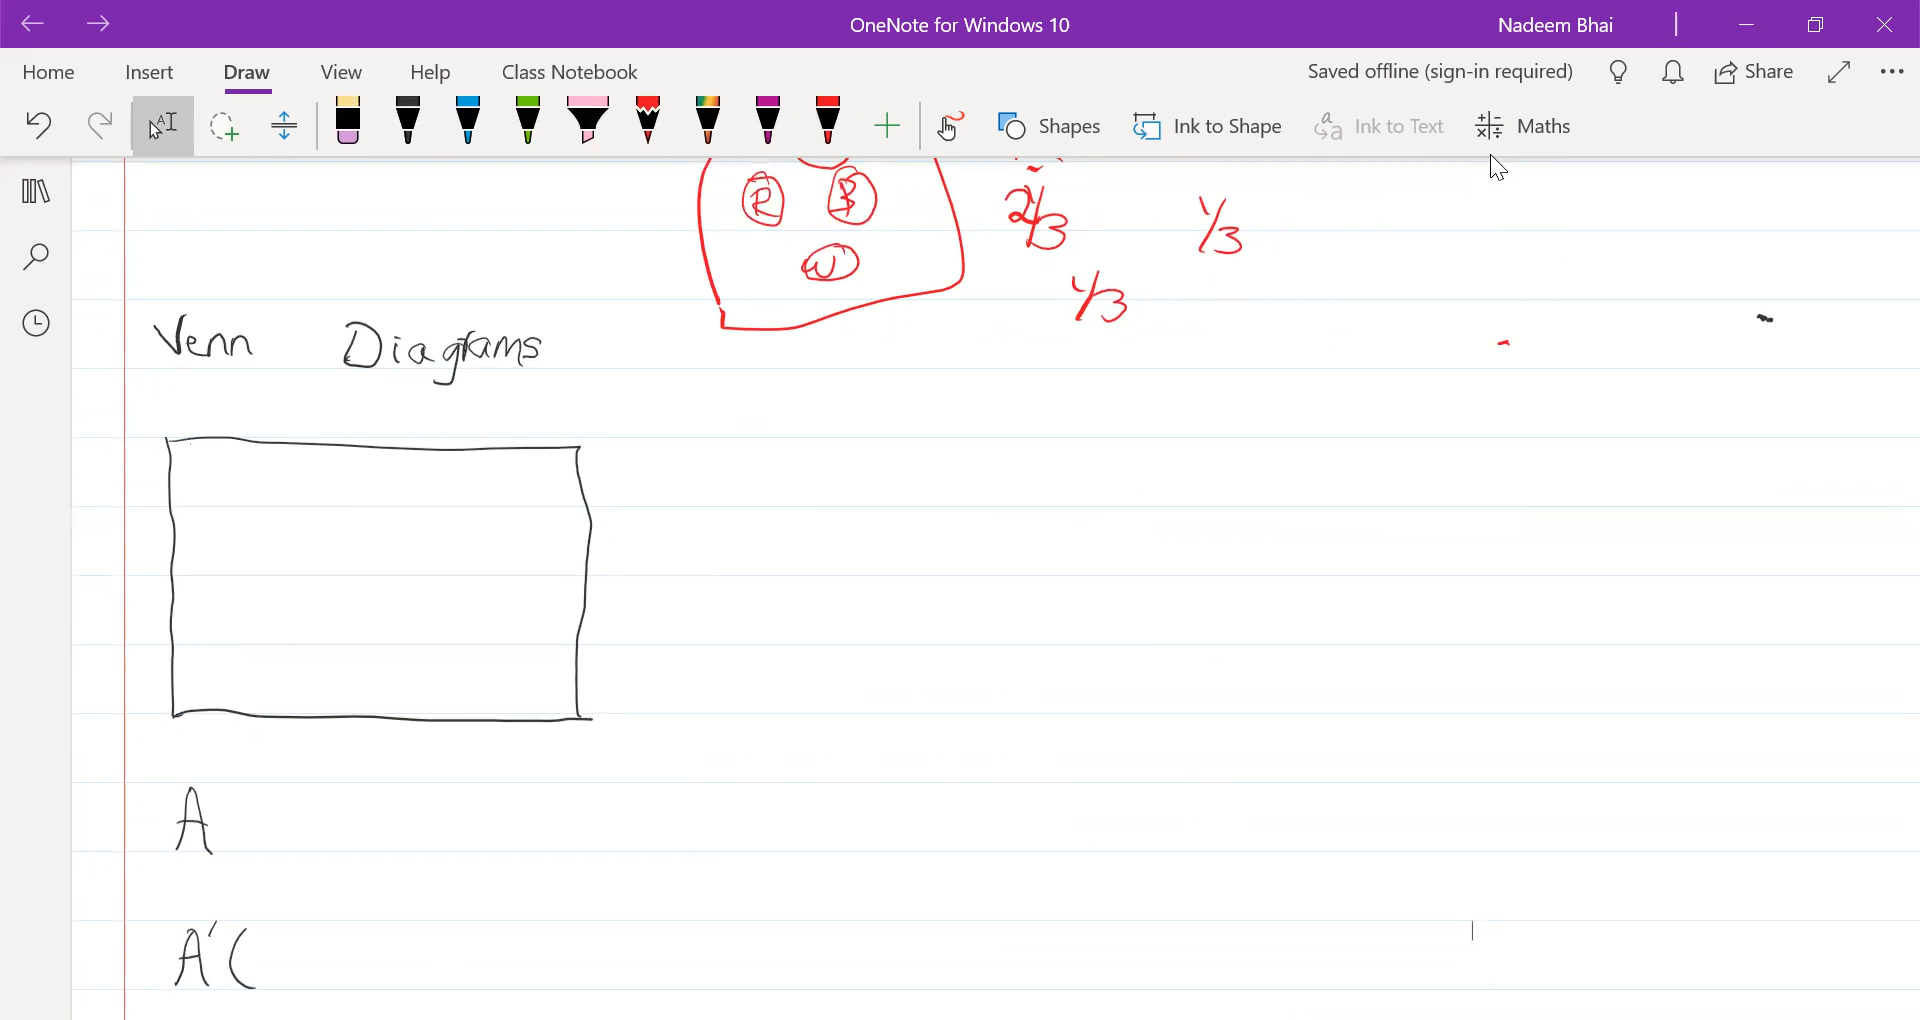 OneNote for Windows 10
Nadeem Bhai
Home Insert Draw View Help Class Notebook
Saved offline (sign-in required) Share
Shapes Ink to Shape Ink to Text Maths
R B 2/3 1/3
W 1/3
Venn Diagrams
A
A'(